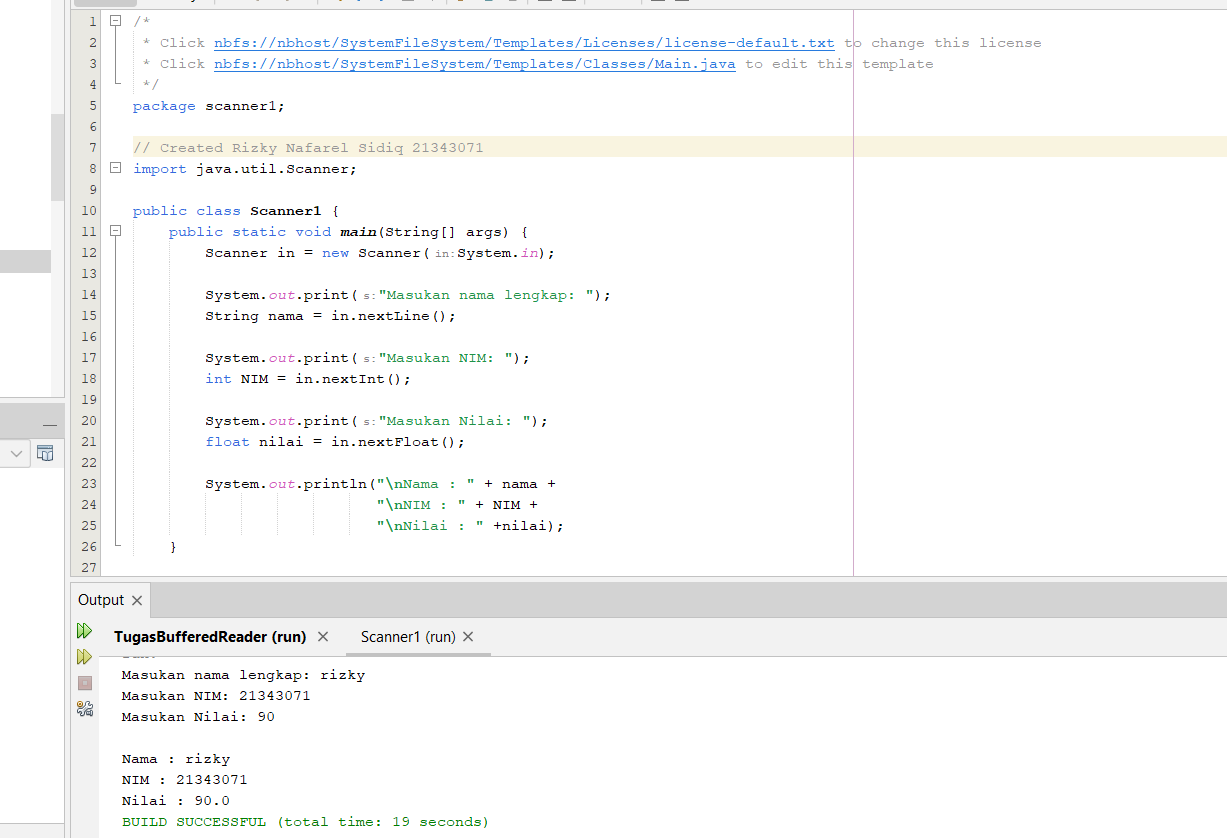 1 /*
2 * Click nbfs://nbhost/SystemFileSystem/Templates/Licenses/license-default.txt to change this license
3 * Click nbfs://nbhost/SystemFileSystem/Templates/Classes/Main.java to edit this template
4 */
5 package scanner1;
6
7 // Created Rizky Nafarel Sidiq 21343071
8 import java.util.Scanner;
9
10 public class Scanner1 {
11 public static void main(String[] args) {
12 Scanner in = new Scanner( in:System.in);
13
14 System.out.print( s:"Masukan nama lengkap: ");
15 String nama = in.nextLine();
16
17 System.out.print( s:"Masukan NIM: ");
18 int NIM = in.nextInt();
19
20 System.out.print( s:"Masukan Nilai: ");
21 float nilai = in.nextFloat();
22
23 System.out.println("\nNama : " + nama +
24 "\nNIM : " + NIM +
25 "\nNilai : " +nilai);
26 }
27
Output
TugasBufferedReader (run) Scanner1 (run)
Masukan nama lengkap: rizky
Masukan NIM: 21343071
Masukan Nilai: 90
Nama : rizky
NIM : 21343071
Nilai : 90.0
BUILD SUCCESSFUL (total time: 19 seconds)